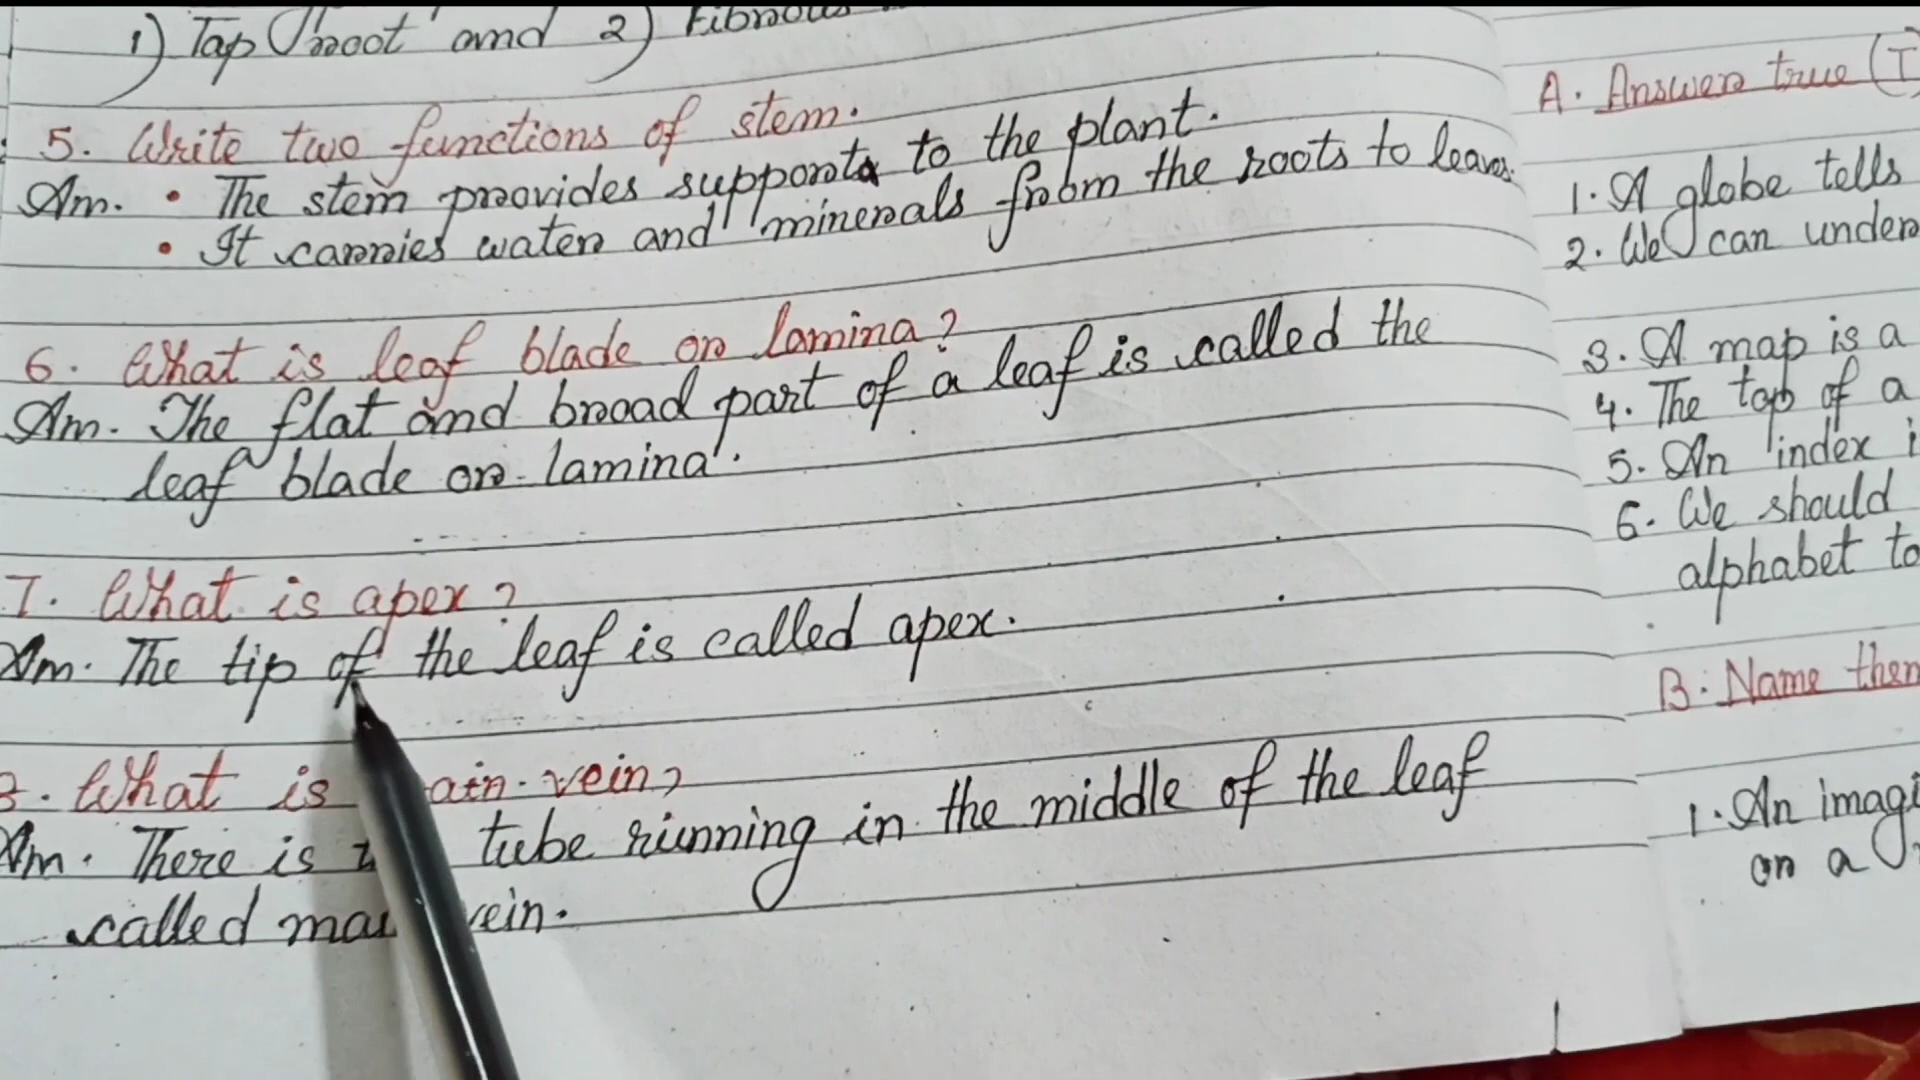 1) Tap root and 2) Fibrous
5. Write two functions of stem.
Ans. • The stem provides supports to the plant.
• It carries water and minerals from the roots to leaves.
6. What is leaf blade or lamina?
Ans. The flat and broad part of a leaf is called the
leaf blade or lamina.
7. What is apex?
Ans. The tip of the leaf is called apex.
What is vein?
Ans. There is tube running in the middle of the leaf
called vein.
A. Answer true (T
1. A globe tells
2. We can under
3. A map is a
4. The top of a
5. An index i
6. We should
alphabet to
B. Name then
1. An imagi
on a